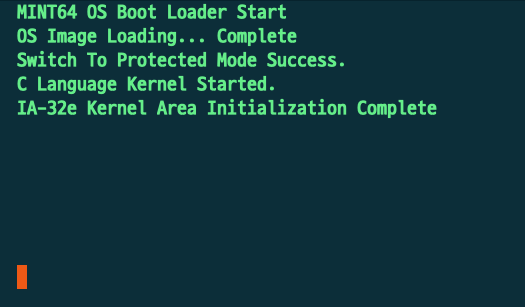 MINT64 OS Boot Loader Start
OS Image Loading... Complete
Switch To Protected Mode Success.
C Language Kernel Started.
IA-32e Kernel Area Initialization Complete